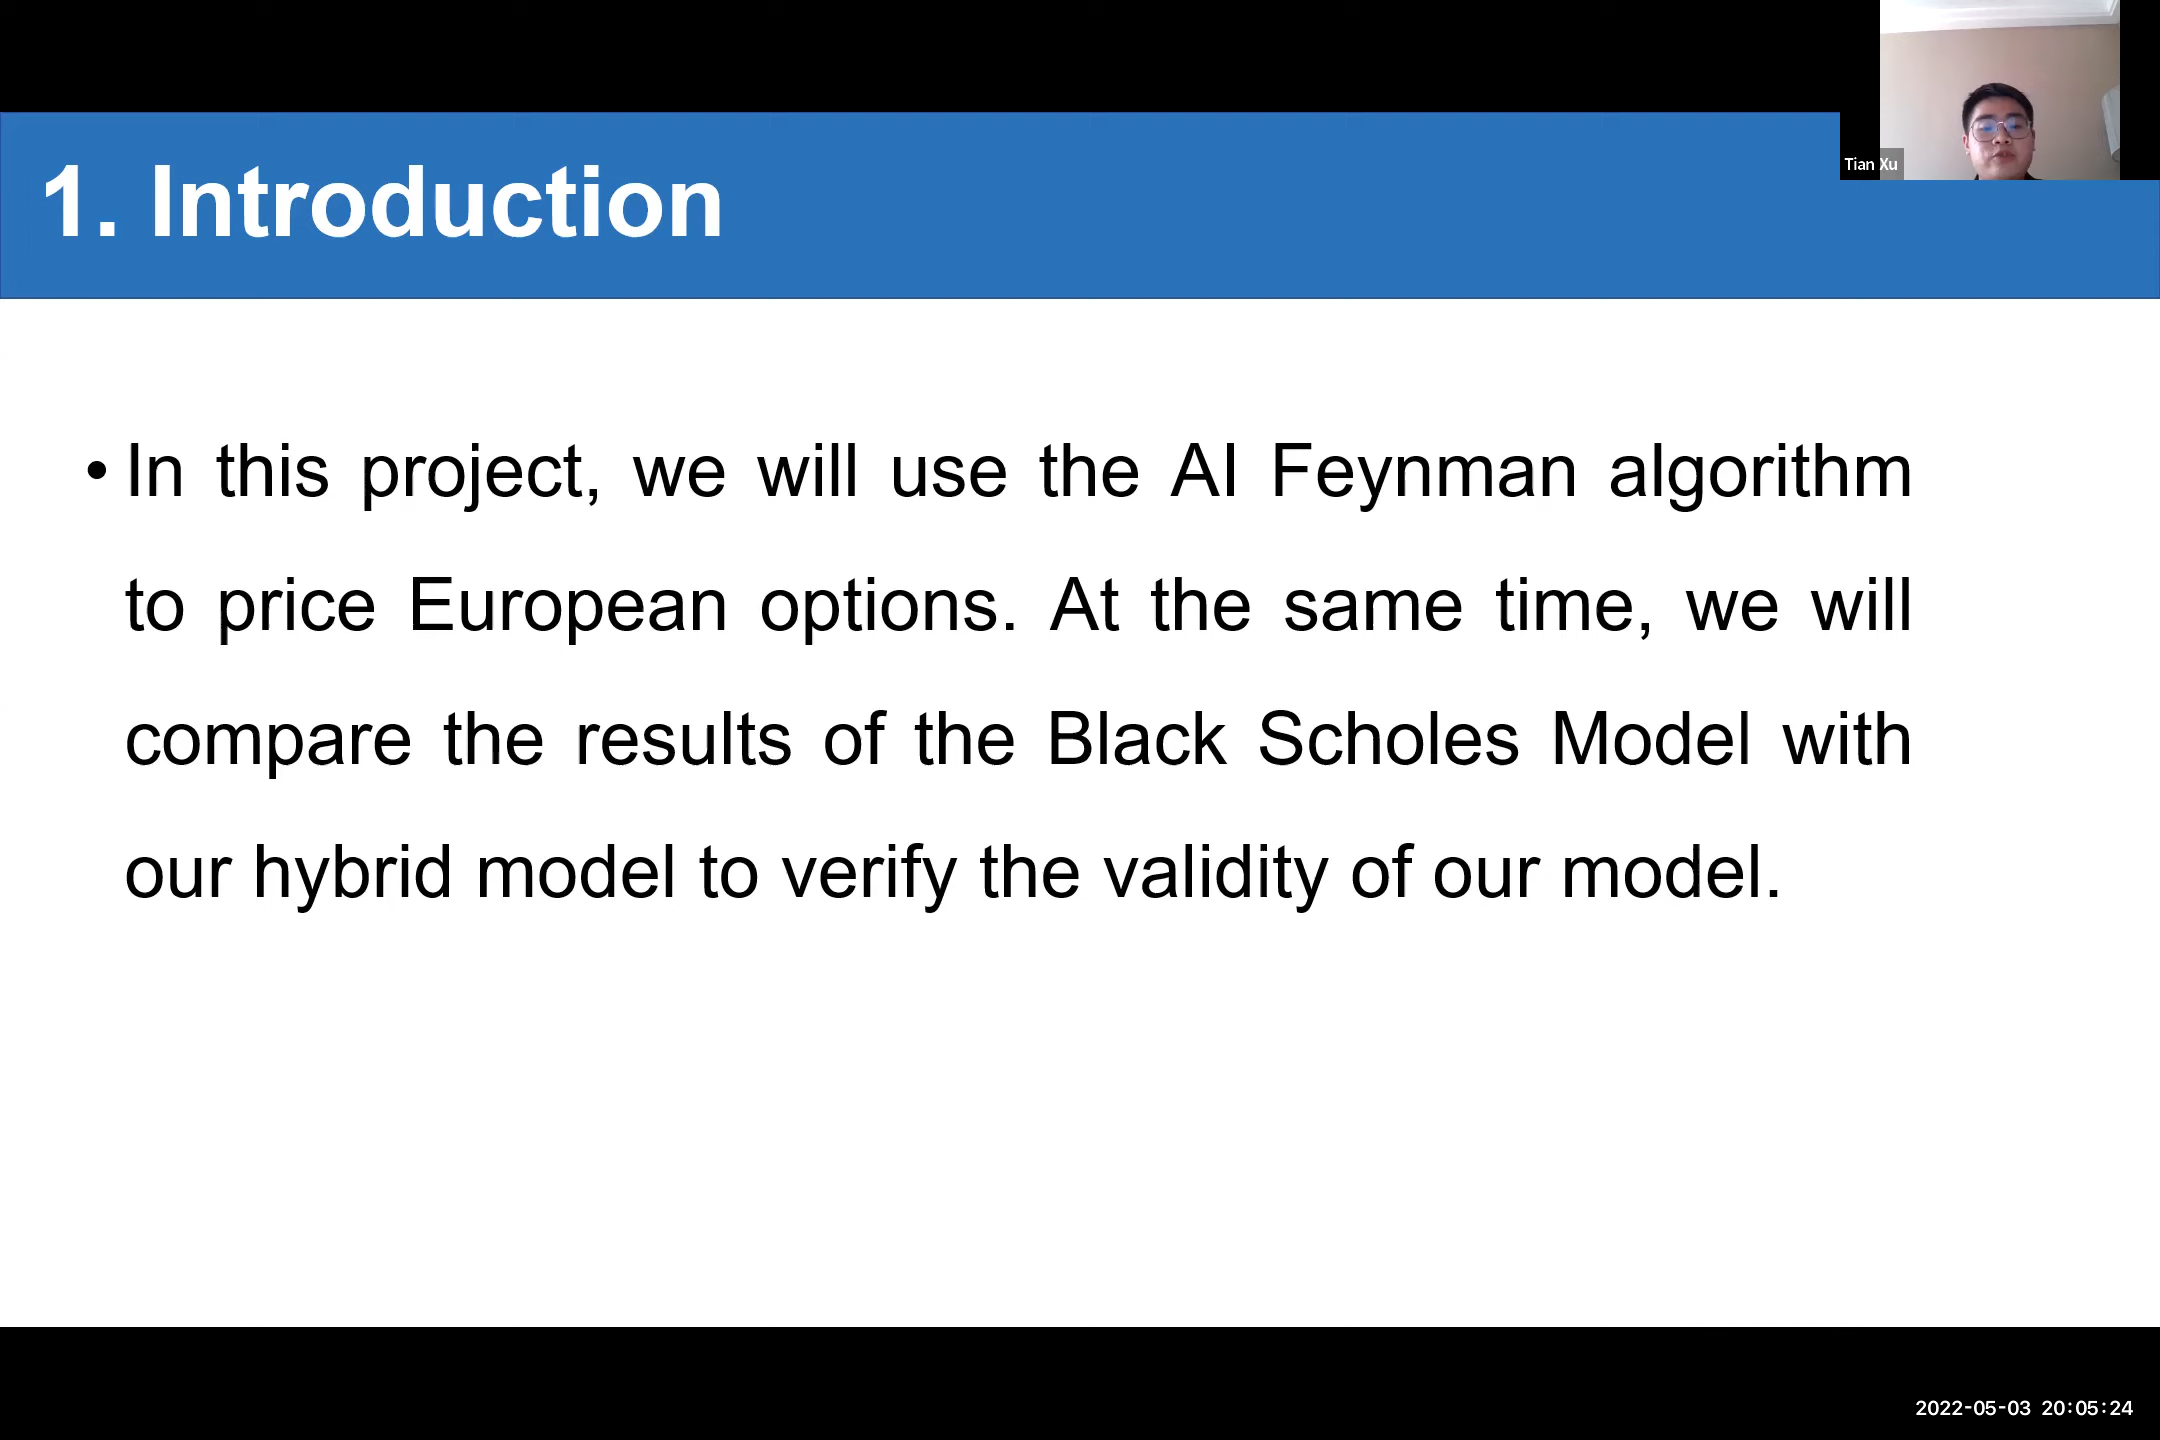 1. Introduction
Tian Xu
• In this project, we will use the AI Feynman algorithm
to price European options. At the same time, we will
compare the results of the Black Scholes Model with
our hybrid model to verify the validity of our model.
2022-05-03 20:05:24